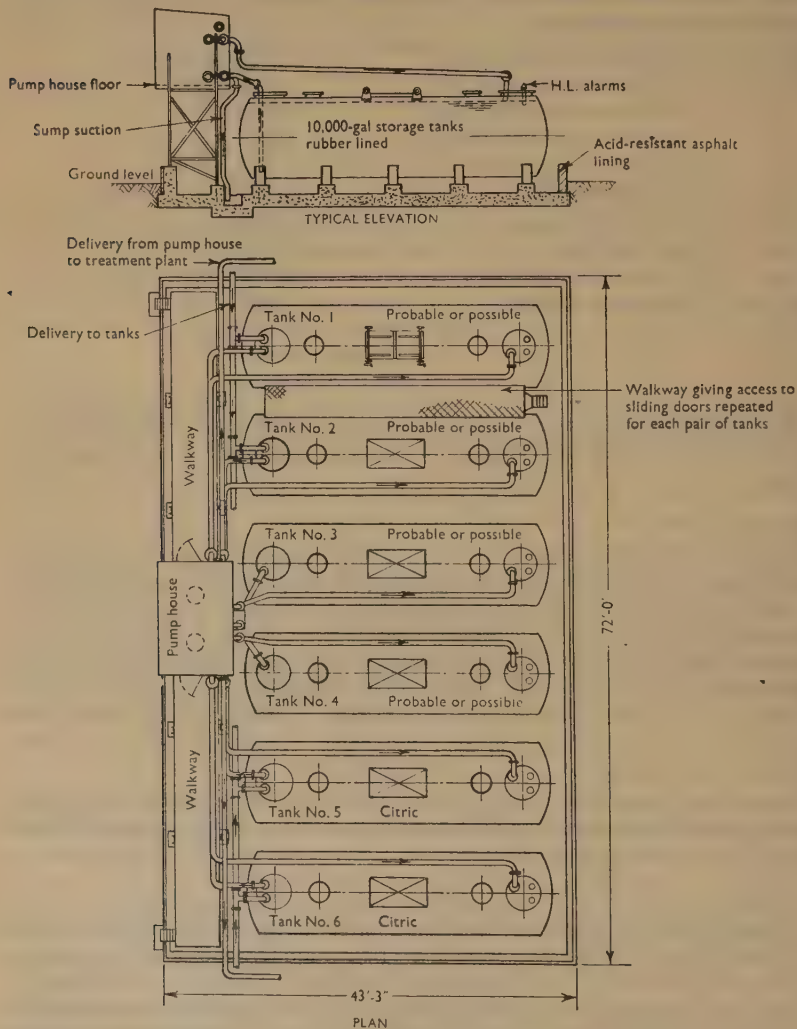 Pump house floor
H.L. alarms
Sump suction
10,000-gal storage tanks
rubber lined
Acid-resistant asphalt
lining
Ground level
TYPICAL ELEVATION
Delivery from pump house
to treatment plant
Tank No. 1 Probable or possible
Delivery to tanks
Walkway giving access to
sliding doors repeated
for each pair of tanks
Tank No. 2 Probable or possible
Walkway
Tank No. 3 Probable or possible
Pump house
72'-0"
Tank No. 4 Probable or possible
Walkway
Tank No. 5 Citric
Tank No. 6 Citric
43'-3"
PLAN